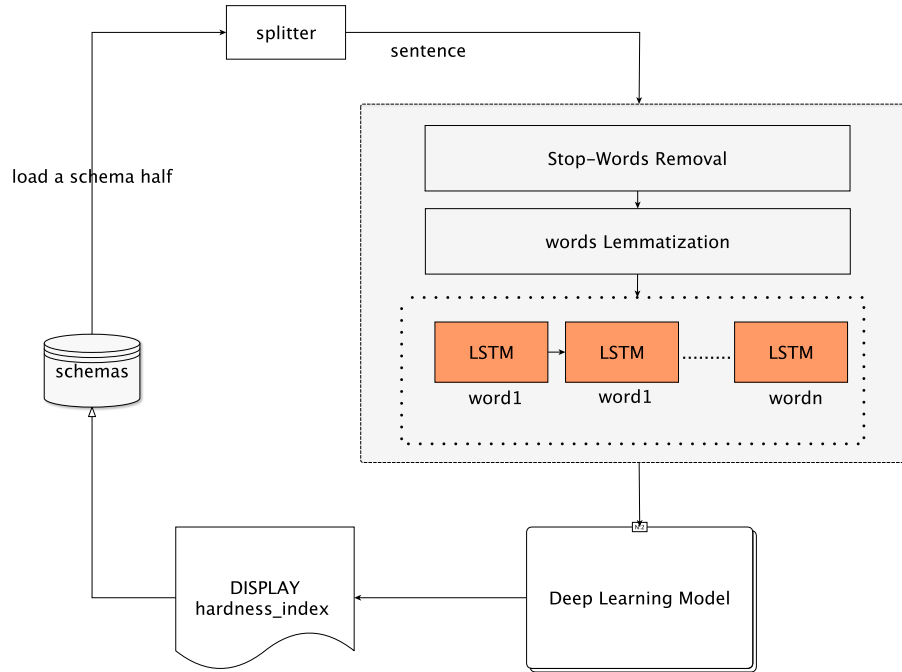 splitter
sentence
load a schema half
Stop-Words Removal
words Lemmatization
LSTM
LSTM
.........
LSTM
word1
word1
wordn
schemas
DISPLAY
hardness_index
Deep Learning Model